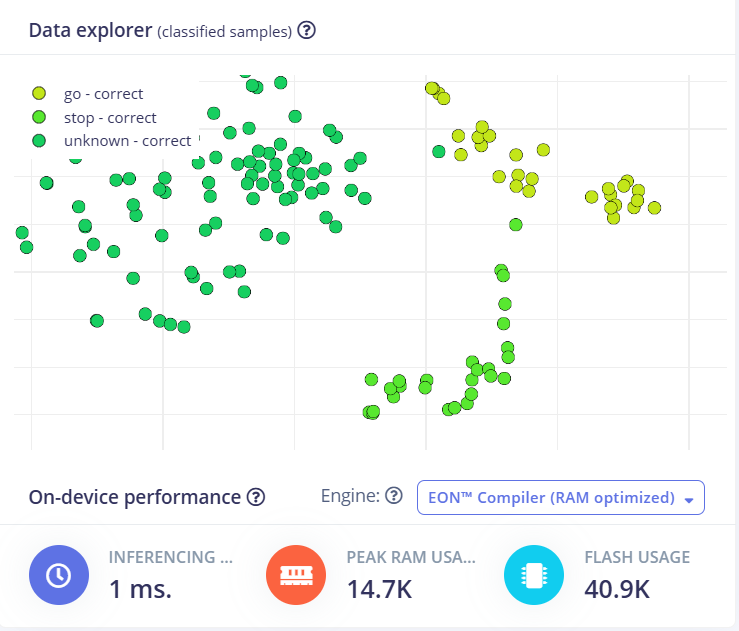 Data explorer (classified samples) ?
go - correct
stop - correct
unknown - correct
On-device performance ? Engine: ? EON™ Compiler (RAM optimized)
INFERENCING ... PEAK RAM USA... FLASH USAGE
1 ms. 14.7K 40.9K